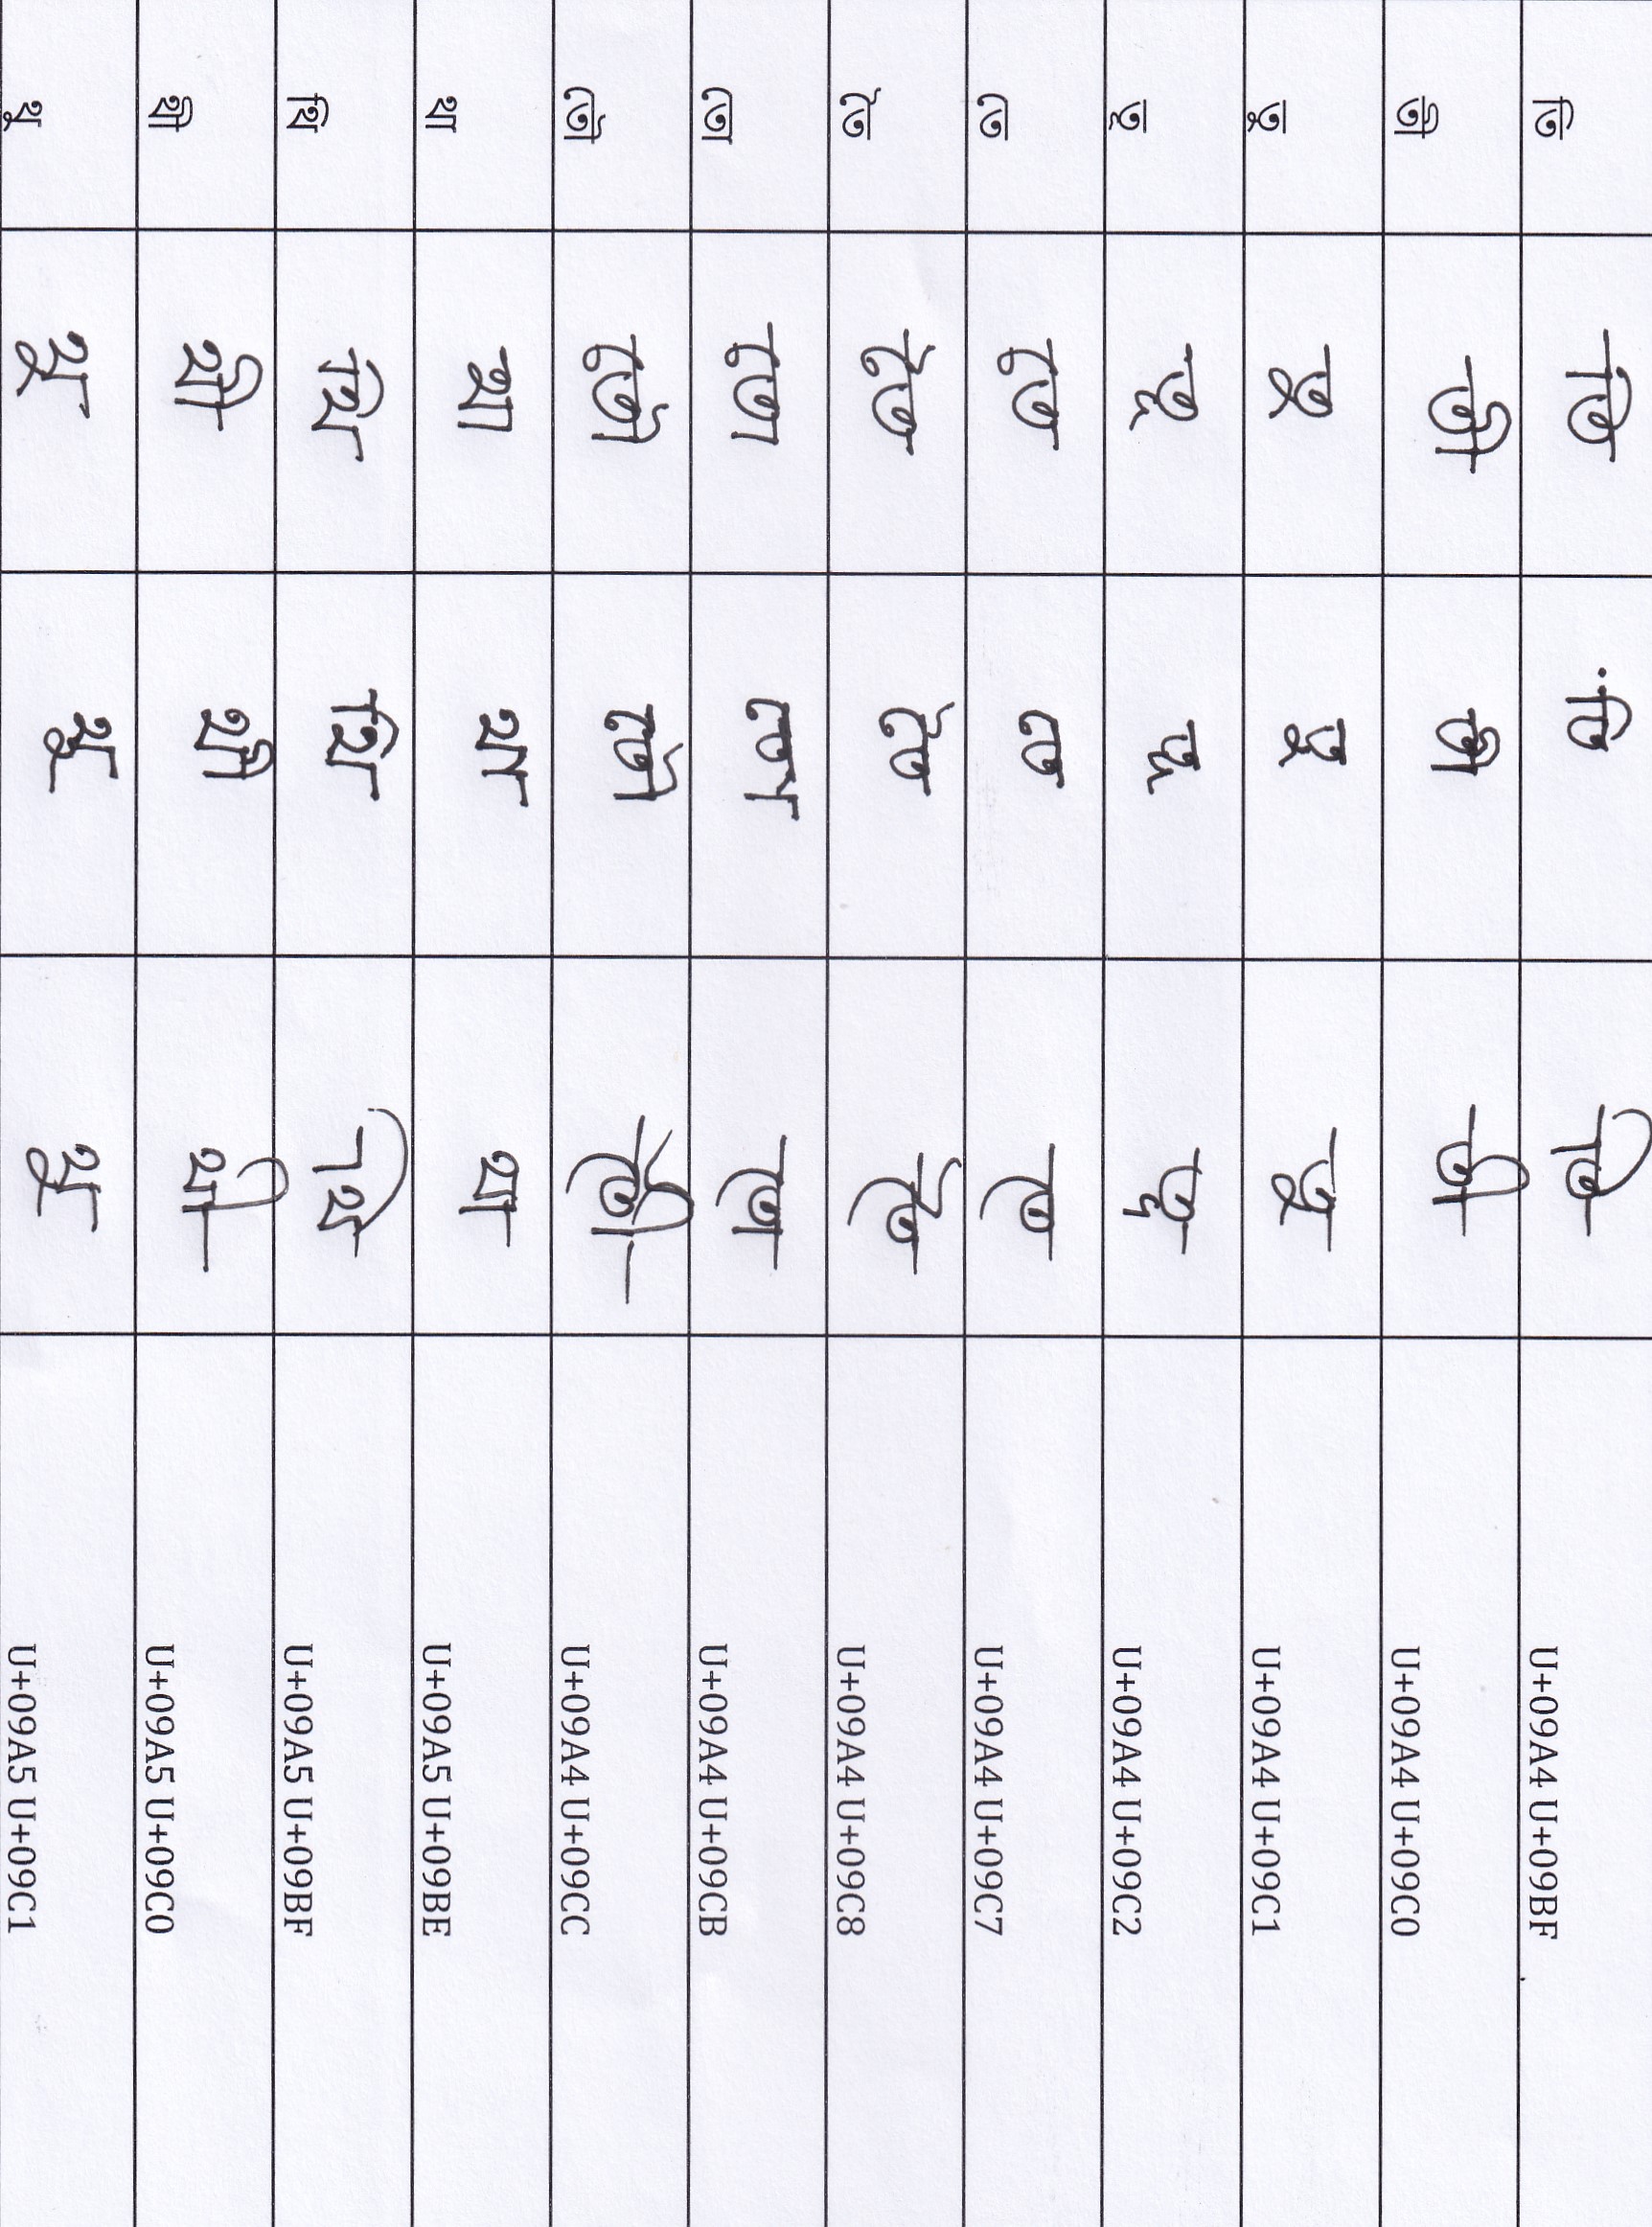 তি তি তি তি U+09A4 U+09BF
তী তী তী তী U+09A4 U+09C0
তু তু তু তু U+09A4 U+09C1
তূ তূ তূ তূ U+09A4 U+09C2
তে তে তে তে U+09A4 U+09C7
তৈ তৈ তৈ তৈ U+09A4 U+09C8
তো তো তো তো U+09A4 U+09CB
তৌ তৌ তৌ তৌ U+09A4 U+09CC
থা থা থা থা U+09A5 U+09BE
থি থি থি থি U+09A5 U+09BF
থী থী থী থী U+09A5 U+09C0
থু থু থু থু U+09A5 U+09C1